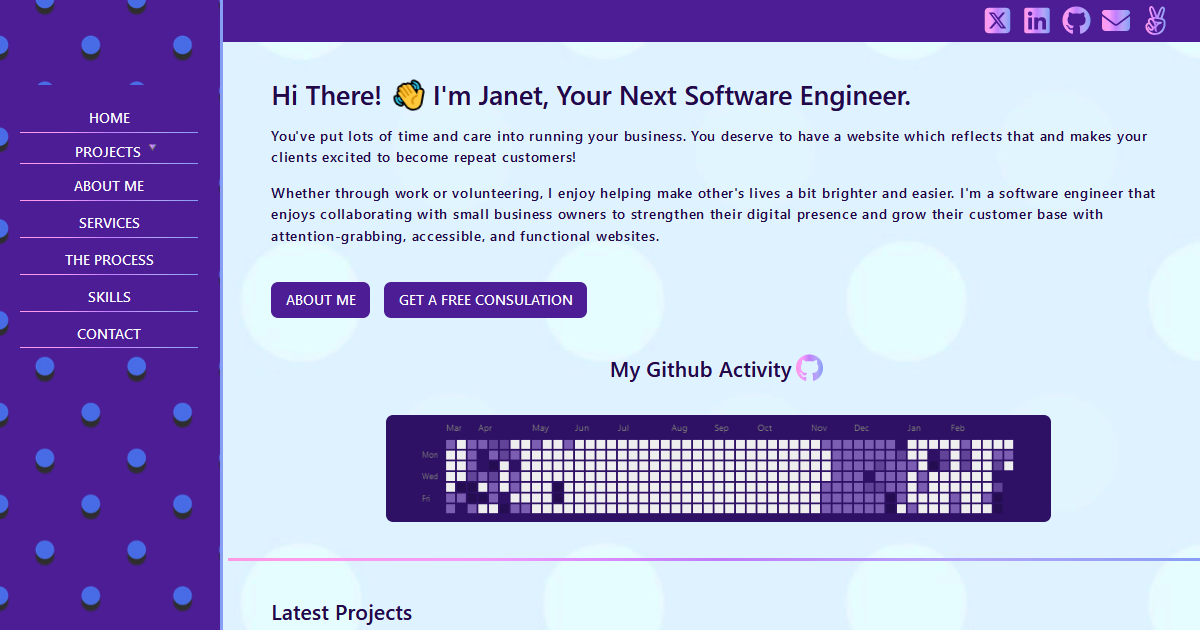 HOME
PROJECTS
ABOUT ME
SERVICES
THE PROCESS
SKILLS
CONTACT
Hi There! 👋 I'm Janet, Your Next Software Engineer.
You've put lots of time and care into running your business. You deserve to have a website which reflects that and makes your
clients excited to become repeat customers!
Whether through work or volunteering, I enjoy helping make other's lives a bit brighter and easier. I'm a software engineer that
enjoys collaborating with small business owners to strengthen their digital presence and grow their customer base with
attention-grabbing, accessible, and functional websites.
ABOUT ME GET A FREE CONSULATION
My Github Activity
Mar Apr May Jun Jul Aug Sep Oct Nov Dec Jan Feb
Mon
Wed
Fri
Latest Projects